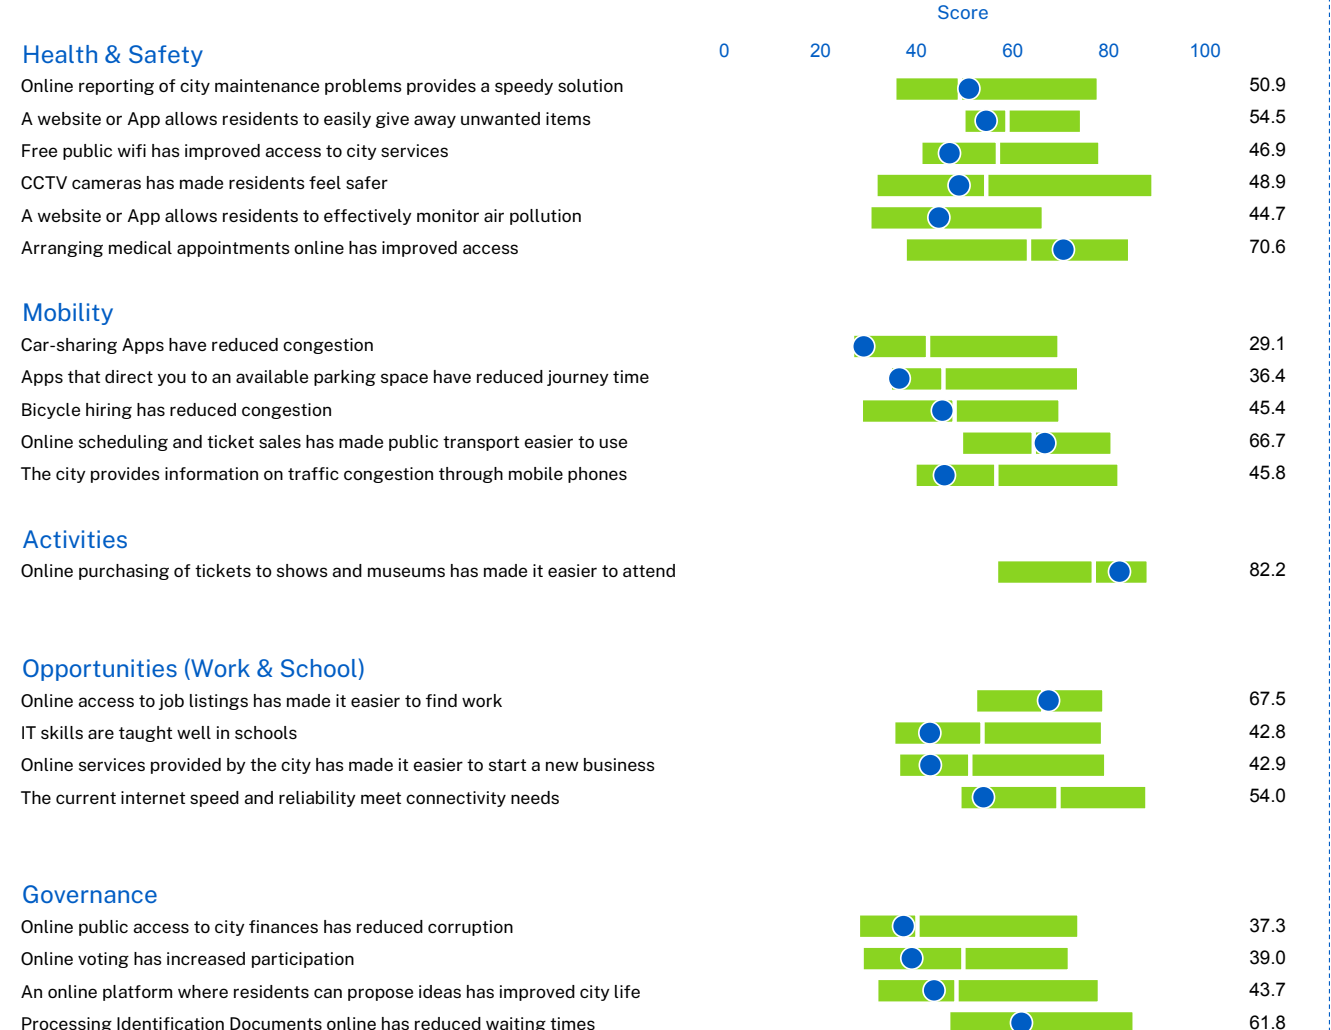 Score
Health & Safety 0 20 40 60 80 100
Online reporting of city maintenance problems provides a speedy solution 50.9
A website or App allows residents to easily give away unwanted items 54.5
Free public wifi has improved access to city services 46.9
CCTV cameras has made residents feel safer 48.9
A website or App allows residents to effectively monitor air pollution 44.7
Arranging medical appointments online has improved access 70.6
Mobility
Car-sharing Apps have reduced congestion 29.1
Apps that direct you to an available parking space have reduced journey time 36.4
Bicycle hiring has reduced congestion 45.4
Online scheduling and ticket sales has made public transport easier to use 66.7
The city provides information on traffic congestion through mobile phones 45.8
Activities
Online purchasing of tickets to shows and museums has made it easier to attend 82.2
Opportunities (Work & School)
Online access to job listings has made it easier to find work 67.5
IT skills are taught well in schools 42.8
Online services provided by the city has made it easier to start a new business 42.9
The current internet speed and reliability meet connectivity needs 54.0
Governance
Online public access to city finances has reduced corruption 37.3
Online voting has increased participation 39.0
An online platform where residents can propose ideas has improved city life 43.7
Processing Identification Documents online has reduced waiting times 61.8